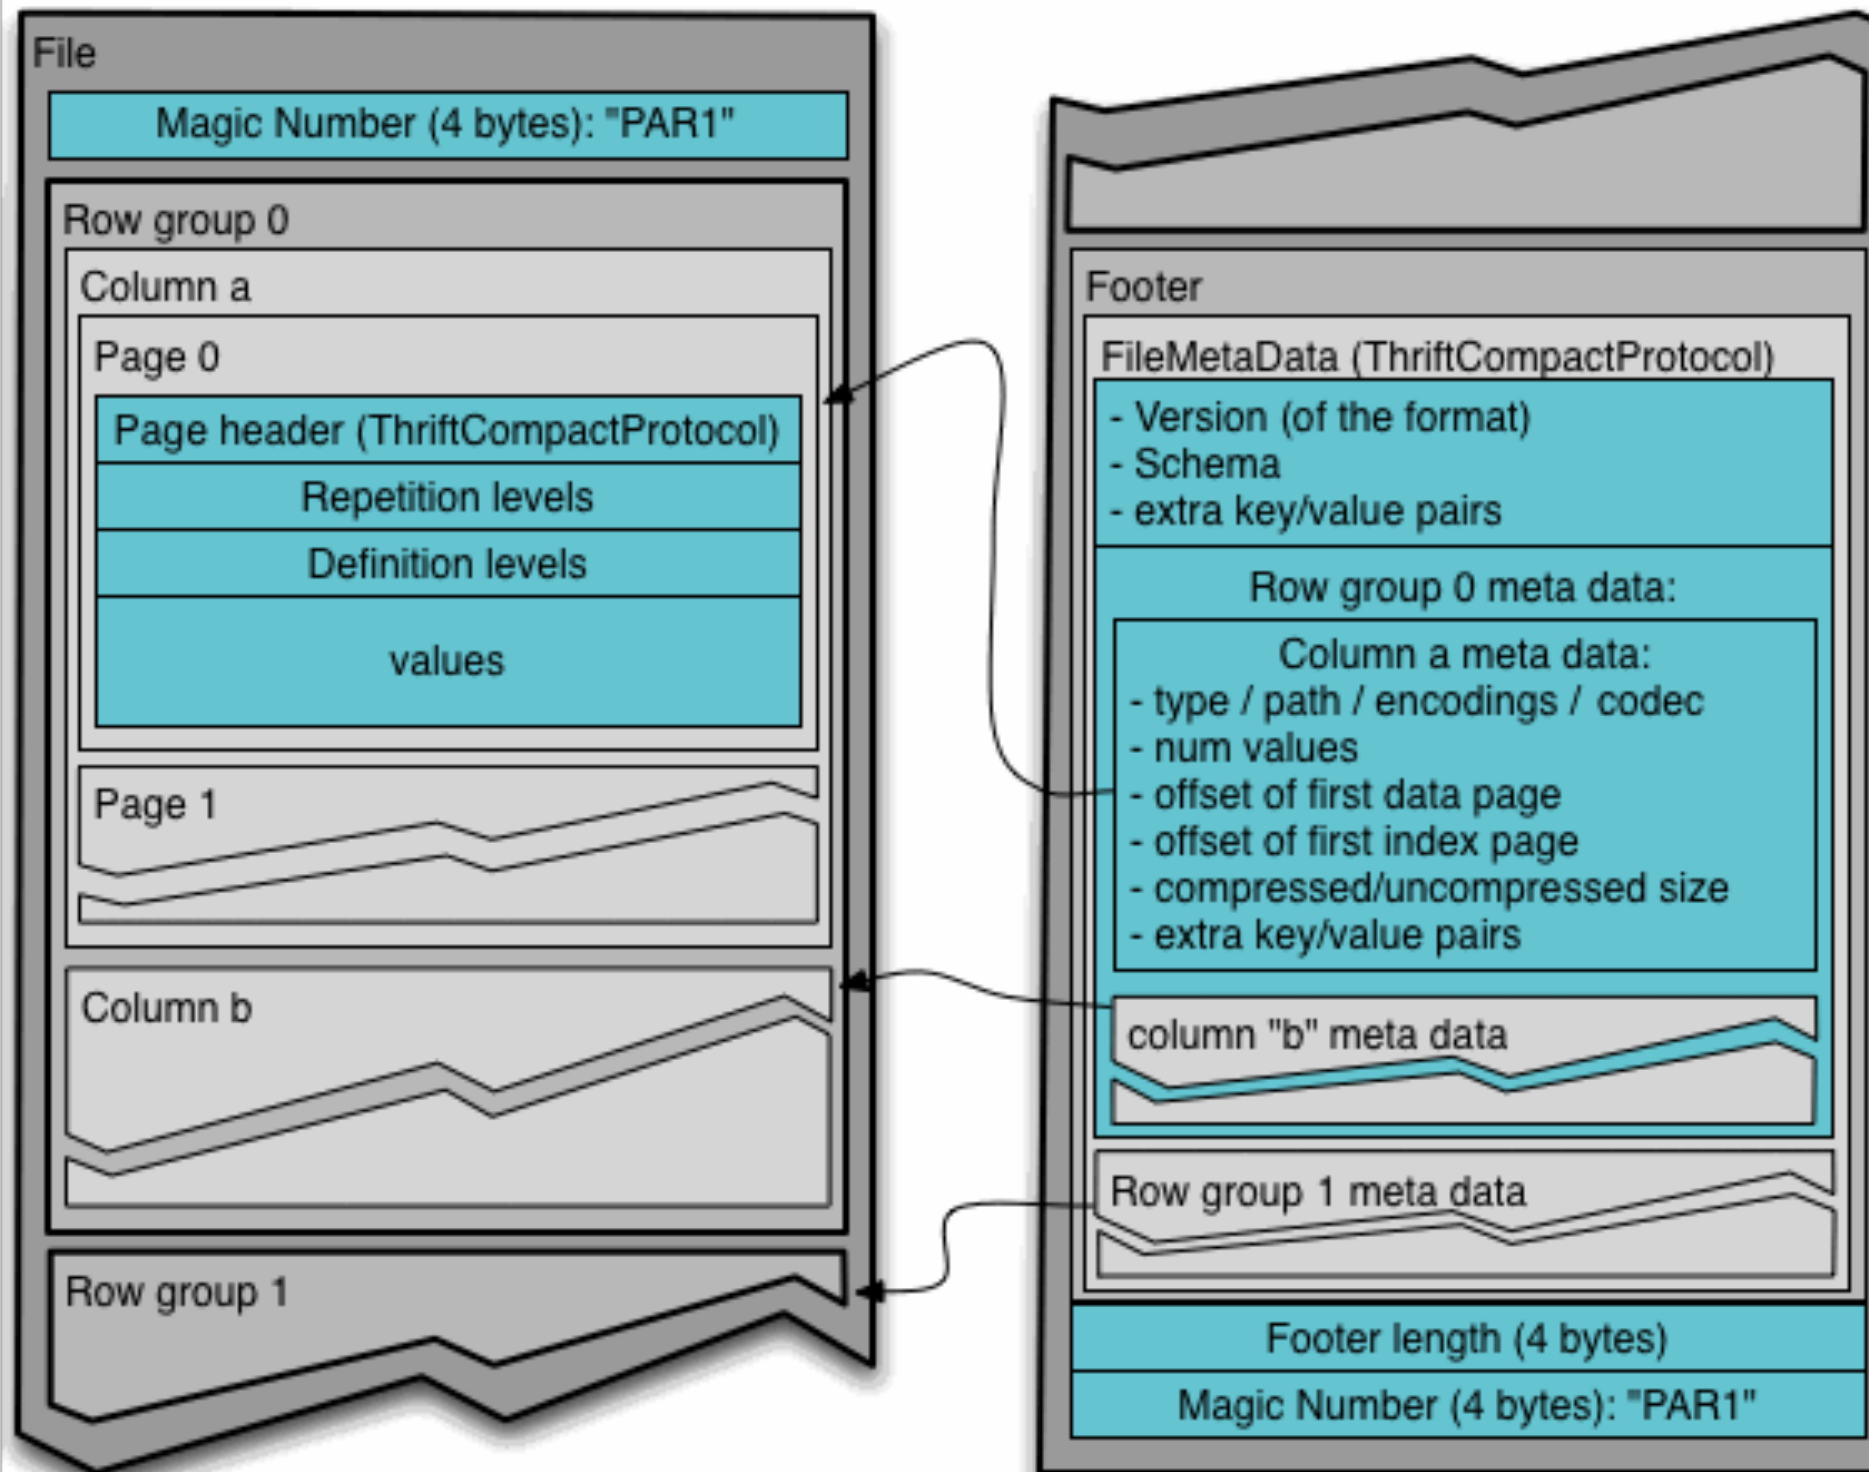 File
Magic Number (4 bytes): "PAR1"
Row group 0
Column a
Page 0
Page header (ThriftCompactProtocol)
Repetition levels
Definition levels
values
Page 1
Column b
Row group 1
Footer
FileMetaData (ThriftCompactProtocol)
- Version (of the format)
- Schema
- extra key/value pairs
Row group 0 meta data:
Column a meta data:
- type / path / encodings / codec
- num values
- offset of first data page
- offset of first index page
- compressed/uncompressed size
- extra key/value pairs
column "b" meta data
Row group 1 meta data
Footer length (4 bytes)
Magic Number (4 bytes): "PAR1"